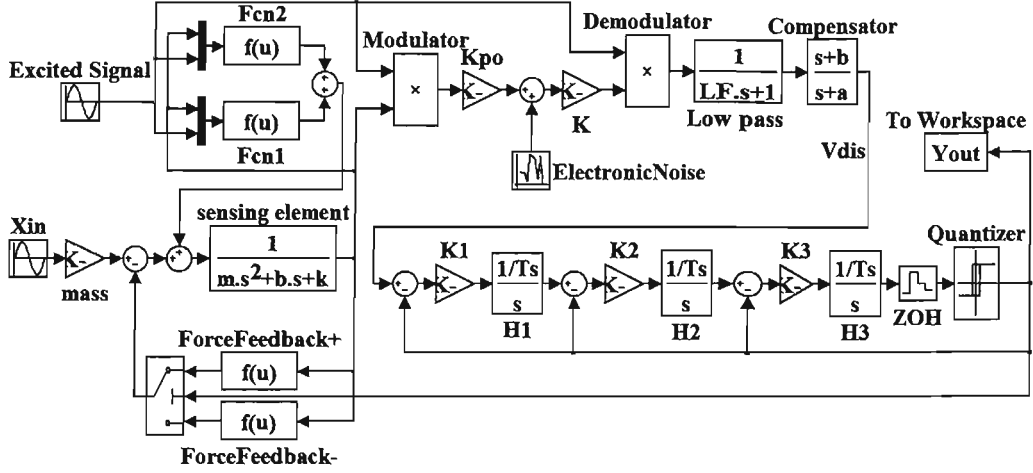 Fcn2
f(u)
Excited Signal
f(u)
Fcn1
Modulator
×
Kpo
K-
K-
K
Demodulator
×
1
LF.s+1
Low pass
Compensator
s+b
s+a
ElectronicNoise
Vdis
To Workspace
Yout
Xin
K-
mass
sensing element
1
m.s²+b.s+k
K1
K-
1/Ts
s
H1
K2
K-
1/Ts
s
H2
K3
K-
1/Ts
s
H3
ZOH
Quantizer
ForceFeedback+
f(u)
f(u)
ForceFeedback-